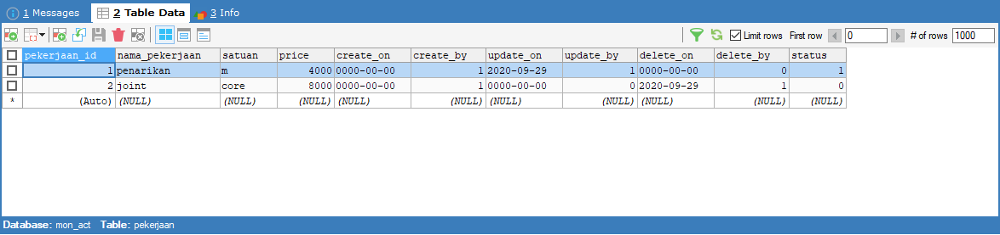 1 Messages 2 Table Data 3 Info
Limit rows First row 0 # of rows 1000
pekerjaan_id nama_pekerjaan satuan price create_on create_by update_on update_by delete_on delete_by status
1 penarikan m 4000 0000-00-00 1 2020-09-29 1 0000-00-00 0 1
2 joint core 8000 0000-00-00 1 0000-00-00 0 2020-09-29 1 0
* (Auto) (NULL) (NULL) (NULL) (NULL) (NULL) (NULL) (NULL) (NULL) (NULL) (NULL)
Database: mon_act Table: pekerjaan